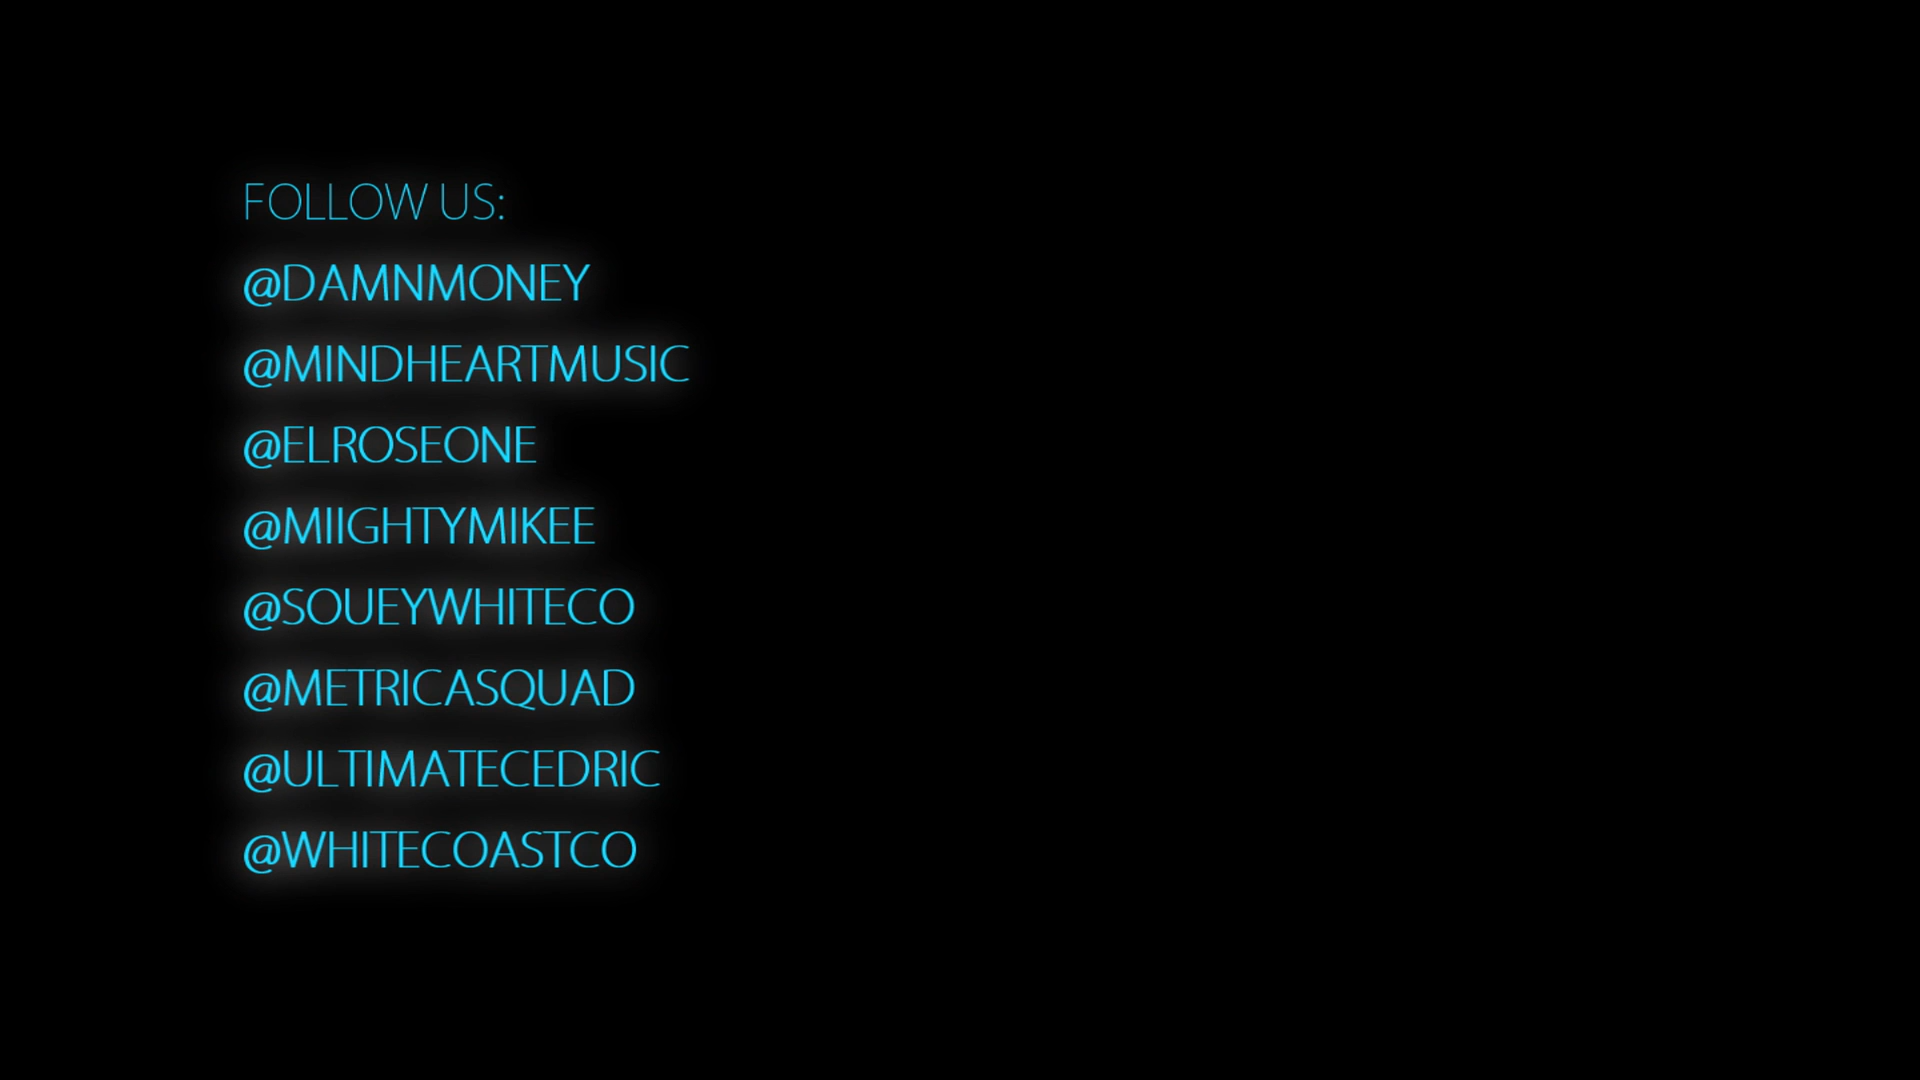 FOLLOW US:
@DAMNMONEY
@MINDHEARTMUSIC
@ELROSEONE
@MIIGHTYMIKEE
@SOUEYWHITECO
@METRICASQUAD
@ULTIMATECEDRIC
@WHITECOASTCO